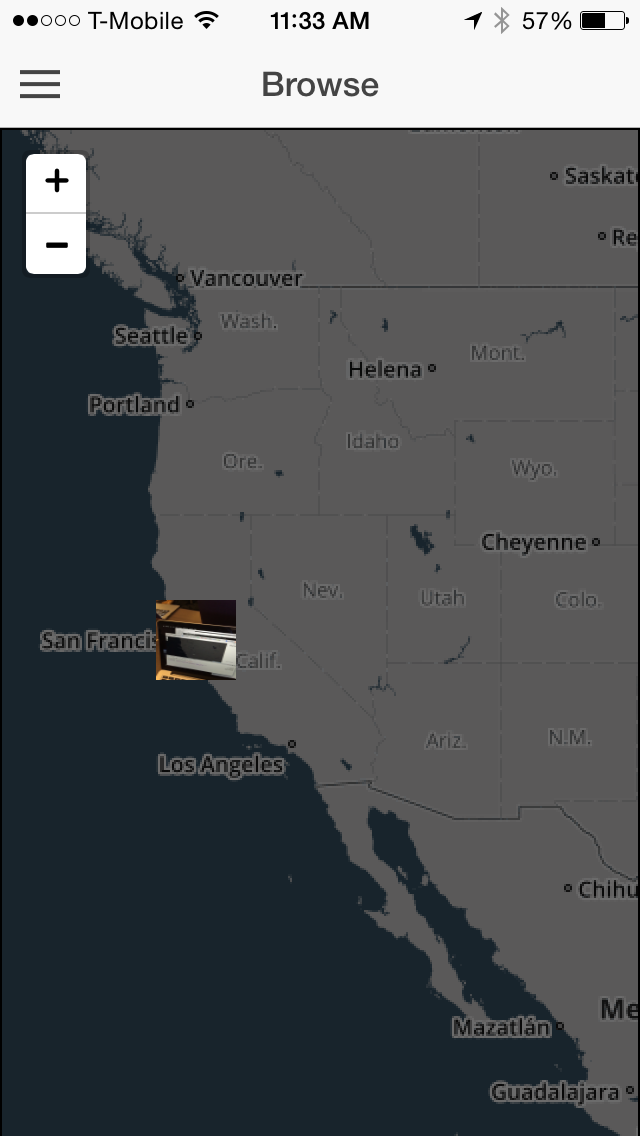 T-Mobile 11:33 AM 57%
Browse
+
Saskat
Re
−
Vancouver
Wash.
Seattle
Mont.
Helena
Portland
Idaho
Ore.
Wyo.
Cheyenne
Nev.
Utah
Colo.
San Francis
Calif.
N.M.
Ariz.
Los Angeles
Chihu
Me
Mazatlán
Guadalajara